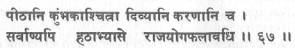 पीठानि कुंभकाश्चित्रा दिव्यानि करणानि च ।
सर्वाण्यपि हठाभ्यासे राजयोगफलावधि ॥ ६७ ॥